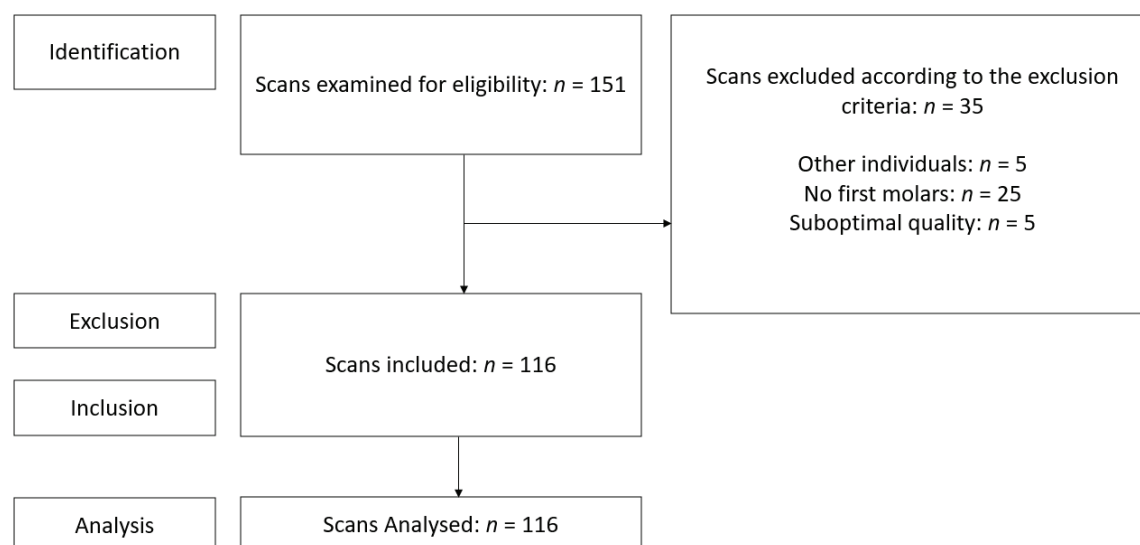 Identification
Scans examined for eligibility: n = 151
Scans excluded according to the exclusion
criteria: n = 35
Other individuals: n = 5
No first molars: n = 25
Suboptimal quality: n = 5
Exclusion
Scans included: n = 116
Inclusion
Analysis
Scans Analysed: n = 116